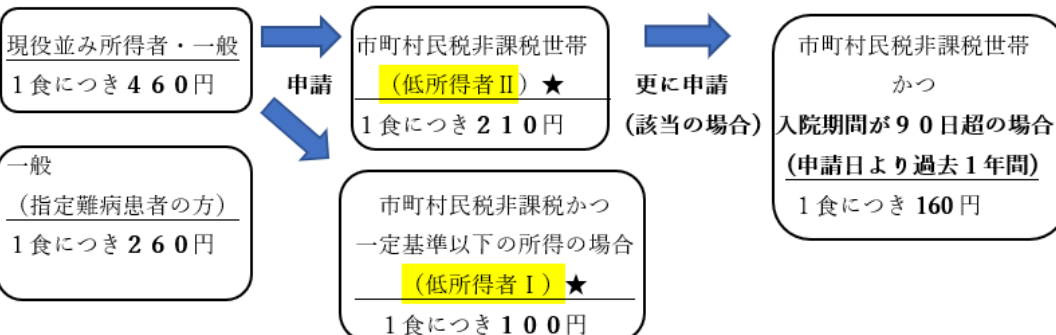 現役並み所得者・一般
1食につき460円
一般
（指定難病患者の方）
1食につき260円
申請
市町村民税非課税世帯
（低所得者Ⅱ）★
1食につき210円
市町村民税非課税かつ
一定基準以下の所得の場合
（低所得者Ⅰ）★
1食につき100円
更に申請
（該当の場合）
市町村民税非課税世帯
かつ
入院期間が90日超の場合
(申請日より過去1年間)
1食につき160円